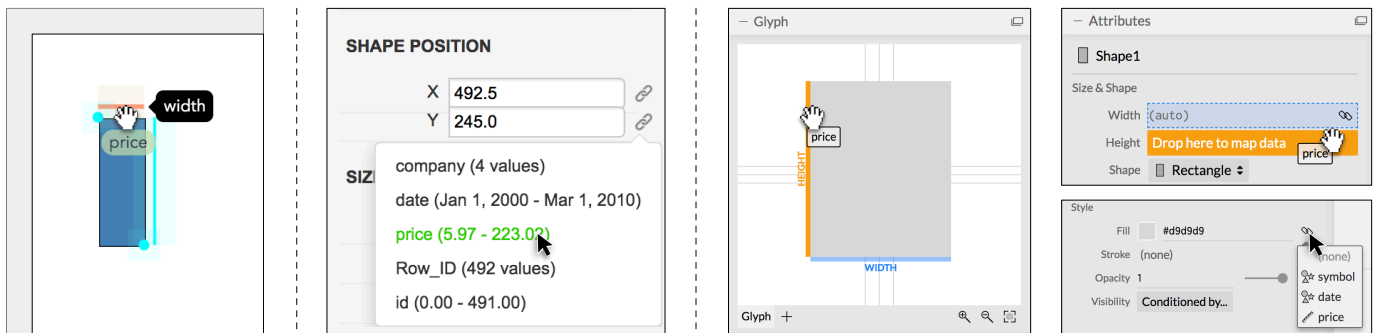 width
price
SHAPE POSITION
X 492.5
Y 245.0
company (4 values)
date (Jan 1, 2000 - Mar 1, 2010)
price (5.97 - 223.02)
Row_ID (492 values)
id (0.00 - 491.00)
Glyph
price
HEIGHT
WIDTH
Glyph +
Attributes
Shape1
Size & Shape
Width (auto)
Height Drop here to map data
price
Shape Rectangle
Style
Fill #d9d9d9
Stroke (none)
(none)
Opacity 1
symbol
date
Visibility Conditioned by...
price